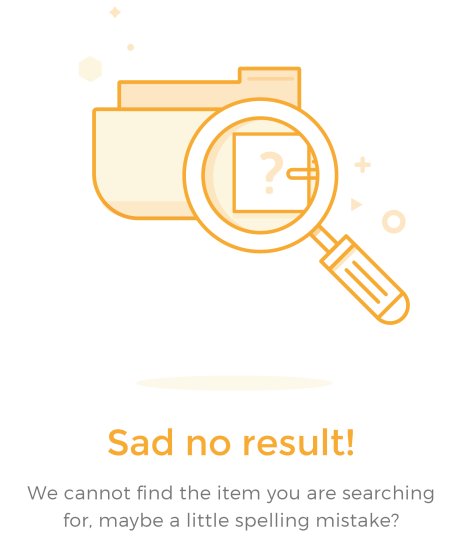 ?
Sad no result!
We cannot find the item you are searching
for, maybe a little spelling mistake?